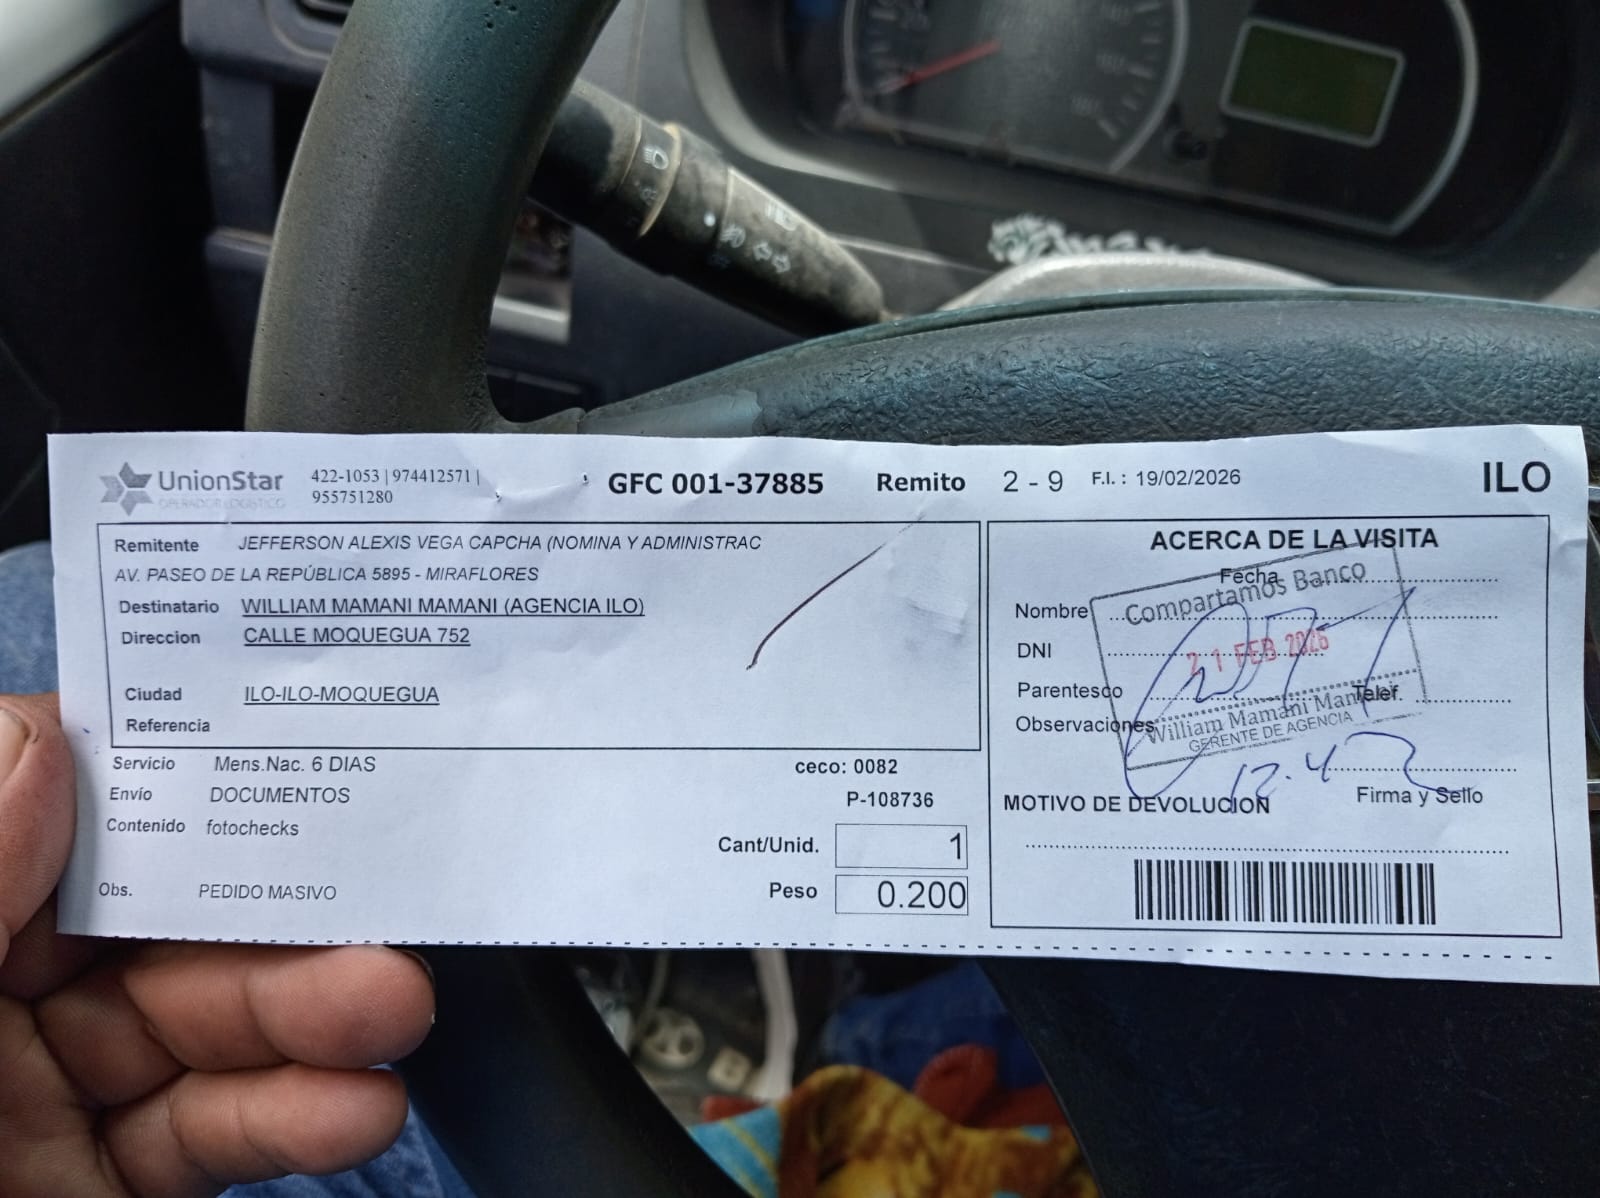 UnionStar
OPERADOR LOGISTICO
422-1053 | 974412571 |
955751280
GFC 001-37885
Remito 2 - 9
F.I. : 19/02/2026
ILO
Remitente JEFFERSON ALEXIS VEGA CAPCHA (NOMINA Y ADMINISTRAC
AV. PASEO DE LA REPÚBLICA 5895 - MIRAFLORES
Destinatario WILLIAM MAMANI MAMANI (AGENCIA ILO)
Direccion CALLE MOQUEGUA 752
Ciudad ILO-ILO-MOQUEGUA
Referencia
Servicio Mens.Nac. 6 DIAS
ceco: 0082
Envío DOCUMENTOS
P-108736
Contenido fotochecks
Cant/Unid. 1
Obs. PEDIDO MASIVO
Peso 0.200
ACERCA DE LA VISITA
Fecha
Compartamos Banco
Nombre
DNI
21 FEB 2026
Parentesco
Telef.
Observaciones
William Mamani Mamani
GERENTE DE AGENCIA
12.42
MOTIVO DE DEVOLUCION
Firma y Sello